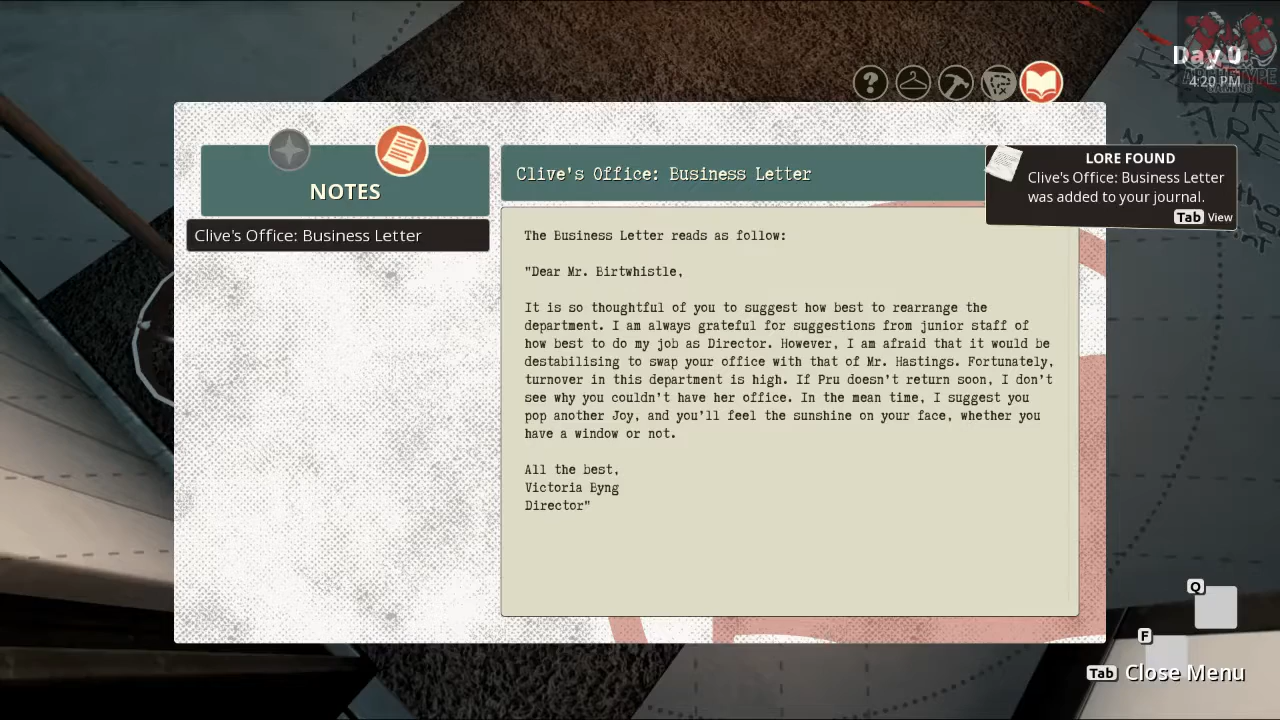 Day 0
4:20 PM
NOTES
Clive's Office: Business Letter
Clive's Office: Business Letter
LORE FOUND
Clive's Office: Business Letter
was added to your journal.
Tab View
The Business Letter reads as follow:
"Dear Mr. Birtwhistle,
It is so thoughtful of you to suggest how best to rearrange the
department. I am always grateful for suggestions from junior staff of
how best to do my job as Director. However, I am afraid that it would be
destabilising to swap your office with that of Mr. Hastings. Fortunately,
turnover in this department is high. If Pru doesn't return soon, I don't
see why you couldn't have her office. In the mean time, I suggest you
pop another Joy, and you'll feel the sunshine on your face, whether you
have a window or not.
All the best,
Victoria Byng
Director"
Q
F
Tab Close Menu